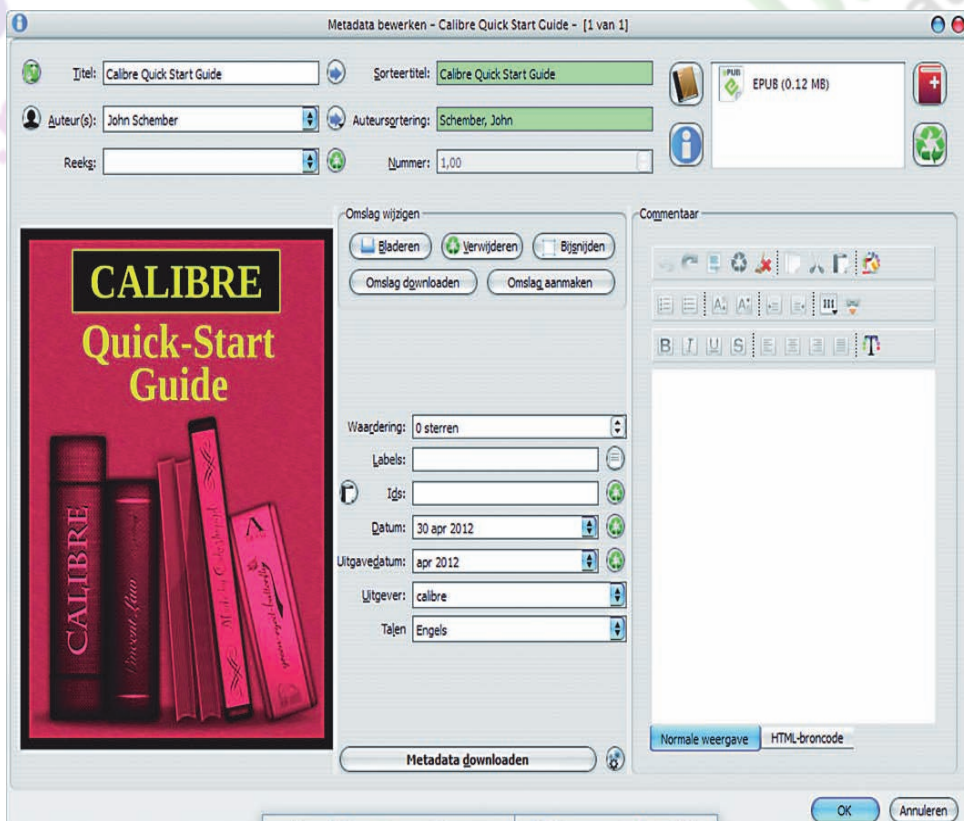 Metadata bewerken – Calibre Quick Start Guide – [1 van 1]
Titel: Calibre Quick Start Guide
Sorteertitel: Calibre Quick Start Guide
Auteur(s): John Schember
Auteursortering: Schember, John
Reeks:
Nummer: 1,00
EPUB
EPUB (0.12 MB)
CALIBRE
Quick-Start
Guide
CALIBRE
Omslag wijzigen
Bladeren
Verwijderen
Bijsnijden
Omslag downloaden
Omslag aanmaken
Waardering: 0 sterren
Labels:
Ids:
Datum: 30 apr 2012
Uitgavedatum: apr 2012
Uitgever: calibre
Talen Engels
Metadata downloaden
Commentaar
B I U S
Normale weergave
HTML-broncode
OK
Annuleren